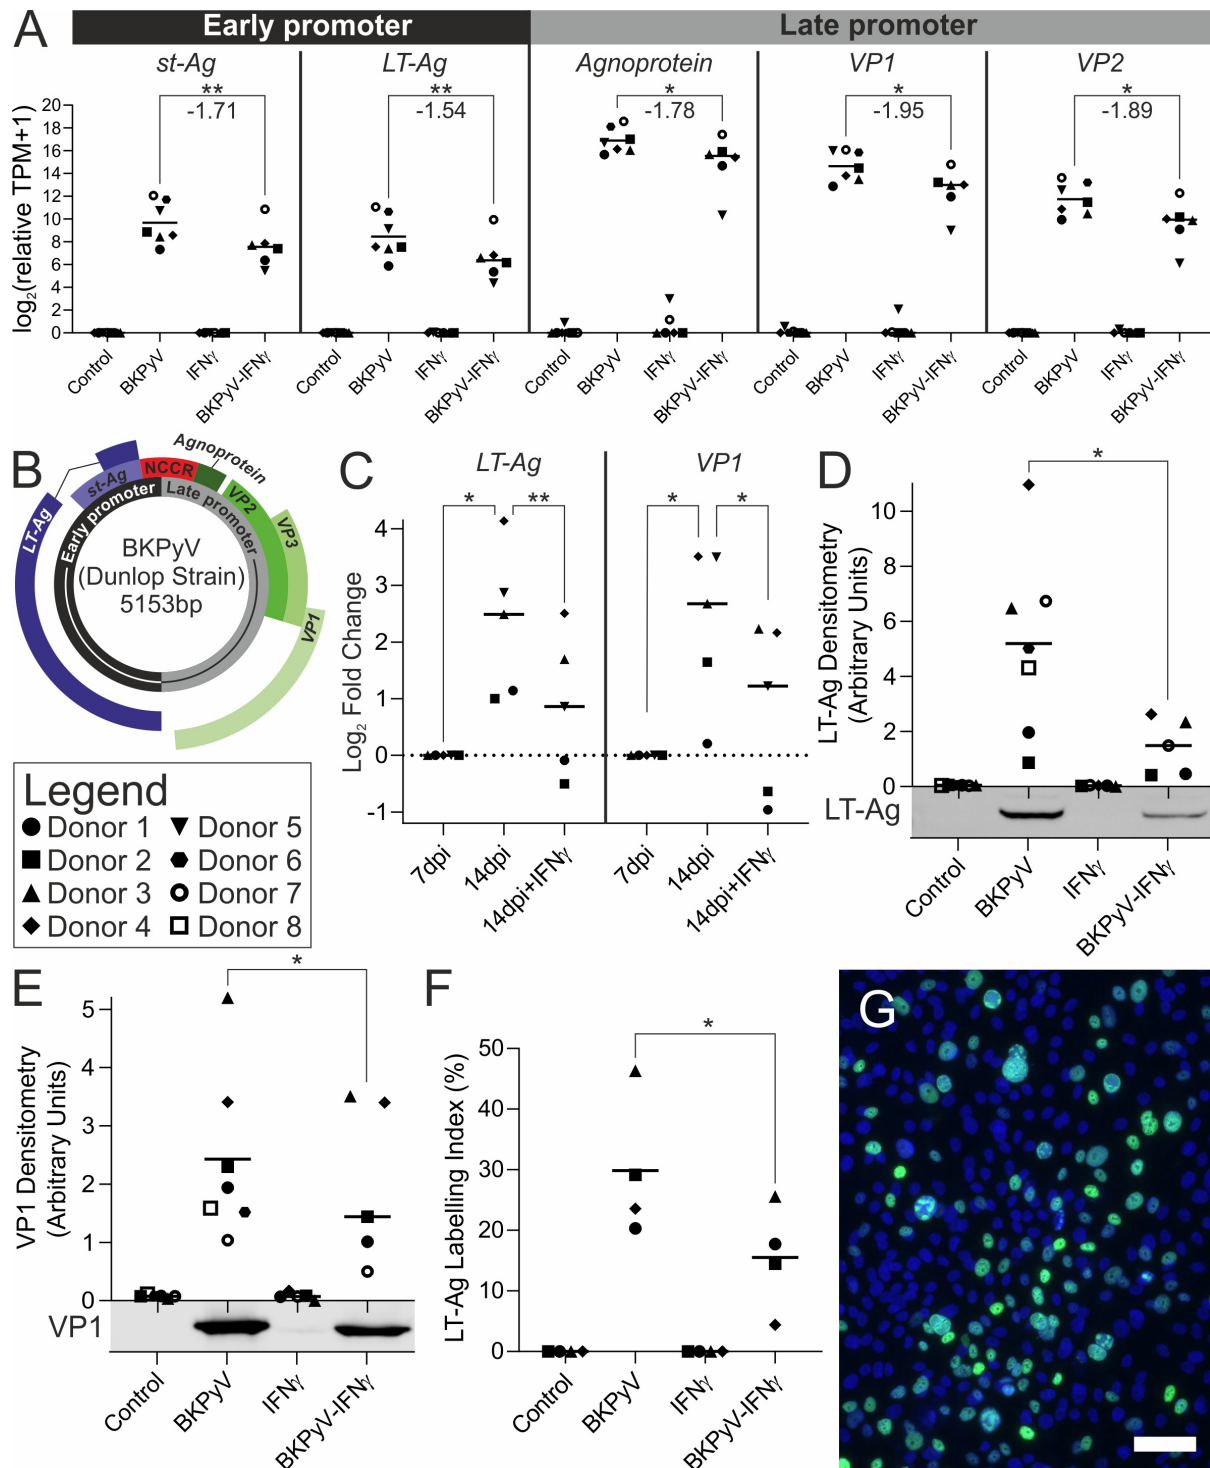 A
Early promoter
Late promoter
st-Ag
LT-Ag
Agnoprotein
VP1
VP2
**
**
*
*
*
-1.71
-1.54
-1.78
-1.95
-1.89
log2(relative TPM+1)
20
18
16
14
12
10
8
6
4
2
0
Control
BKPyV
IFNγ
BKPyV-IFNγ
Control
BKPyV
IFNγ
BKPyV-IFNγ
Control
BKPyV
IFNγ
BKPyV-IFNγ
Control
BKPyV
IFNγ
BKPyV-IFNγ
Control
BKPyV
IFNγ
BKPyV-IFNγ
B
LT-Ag
st-Ag
NCCR
Agnoprotein
VP2
VP3
VP1
Early promoter
Late promoter
BKPyV
(Dunlop Strain)
5153bp
C
LT-Ag
VP1
*
**
*
*
Log2 Fold Change
4
3
2
1
0
-1
7dpi
14dpi
14dpi+IFNγ
7dpi
14dpi
14dpi+IFNγ
D
*
LT-Ag Densitometry
(Arbitrary Units)
10
8
6
4
2
0
LT-Ag
Control
BKPyV
IFNγ
BKPyV-IFNγ
Legend
Donor 1
Donor 5
Donor 2
Donor 6
Donor 3
Donor 7
Donor 4
Donor 8
E
*
VP1 Densitometry
(Arbitrary Units)
5
4
3
2
1
0
VP1
Control
BKPyV
IFNγ
BKPyV-IFNγ
F
*
LT-Ag Labelling Index (%)
50
40
30
20
10
0
Control
BKPyV
IFNγ
BKPyV-IFNγ
G